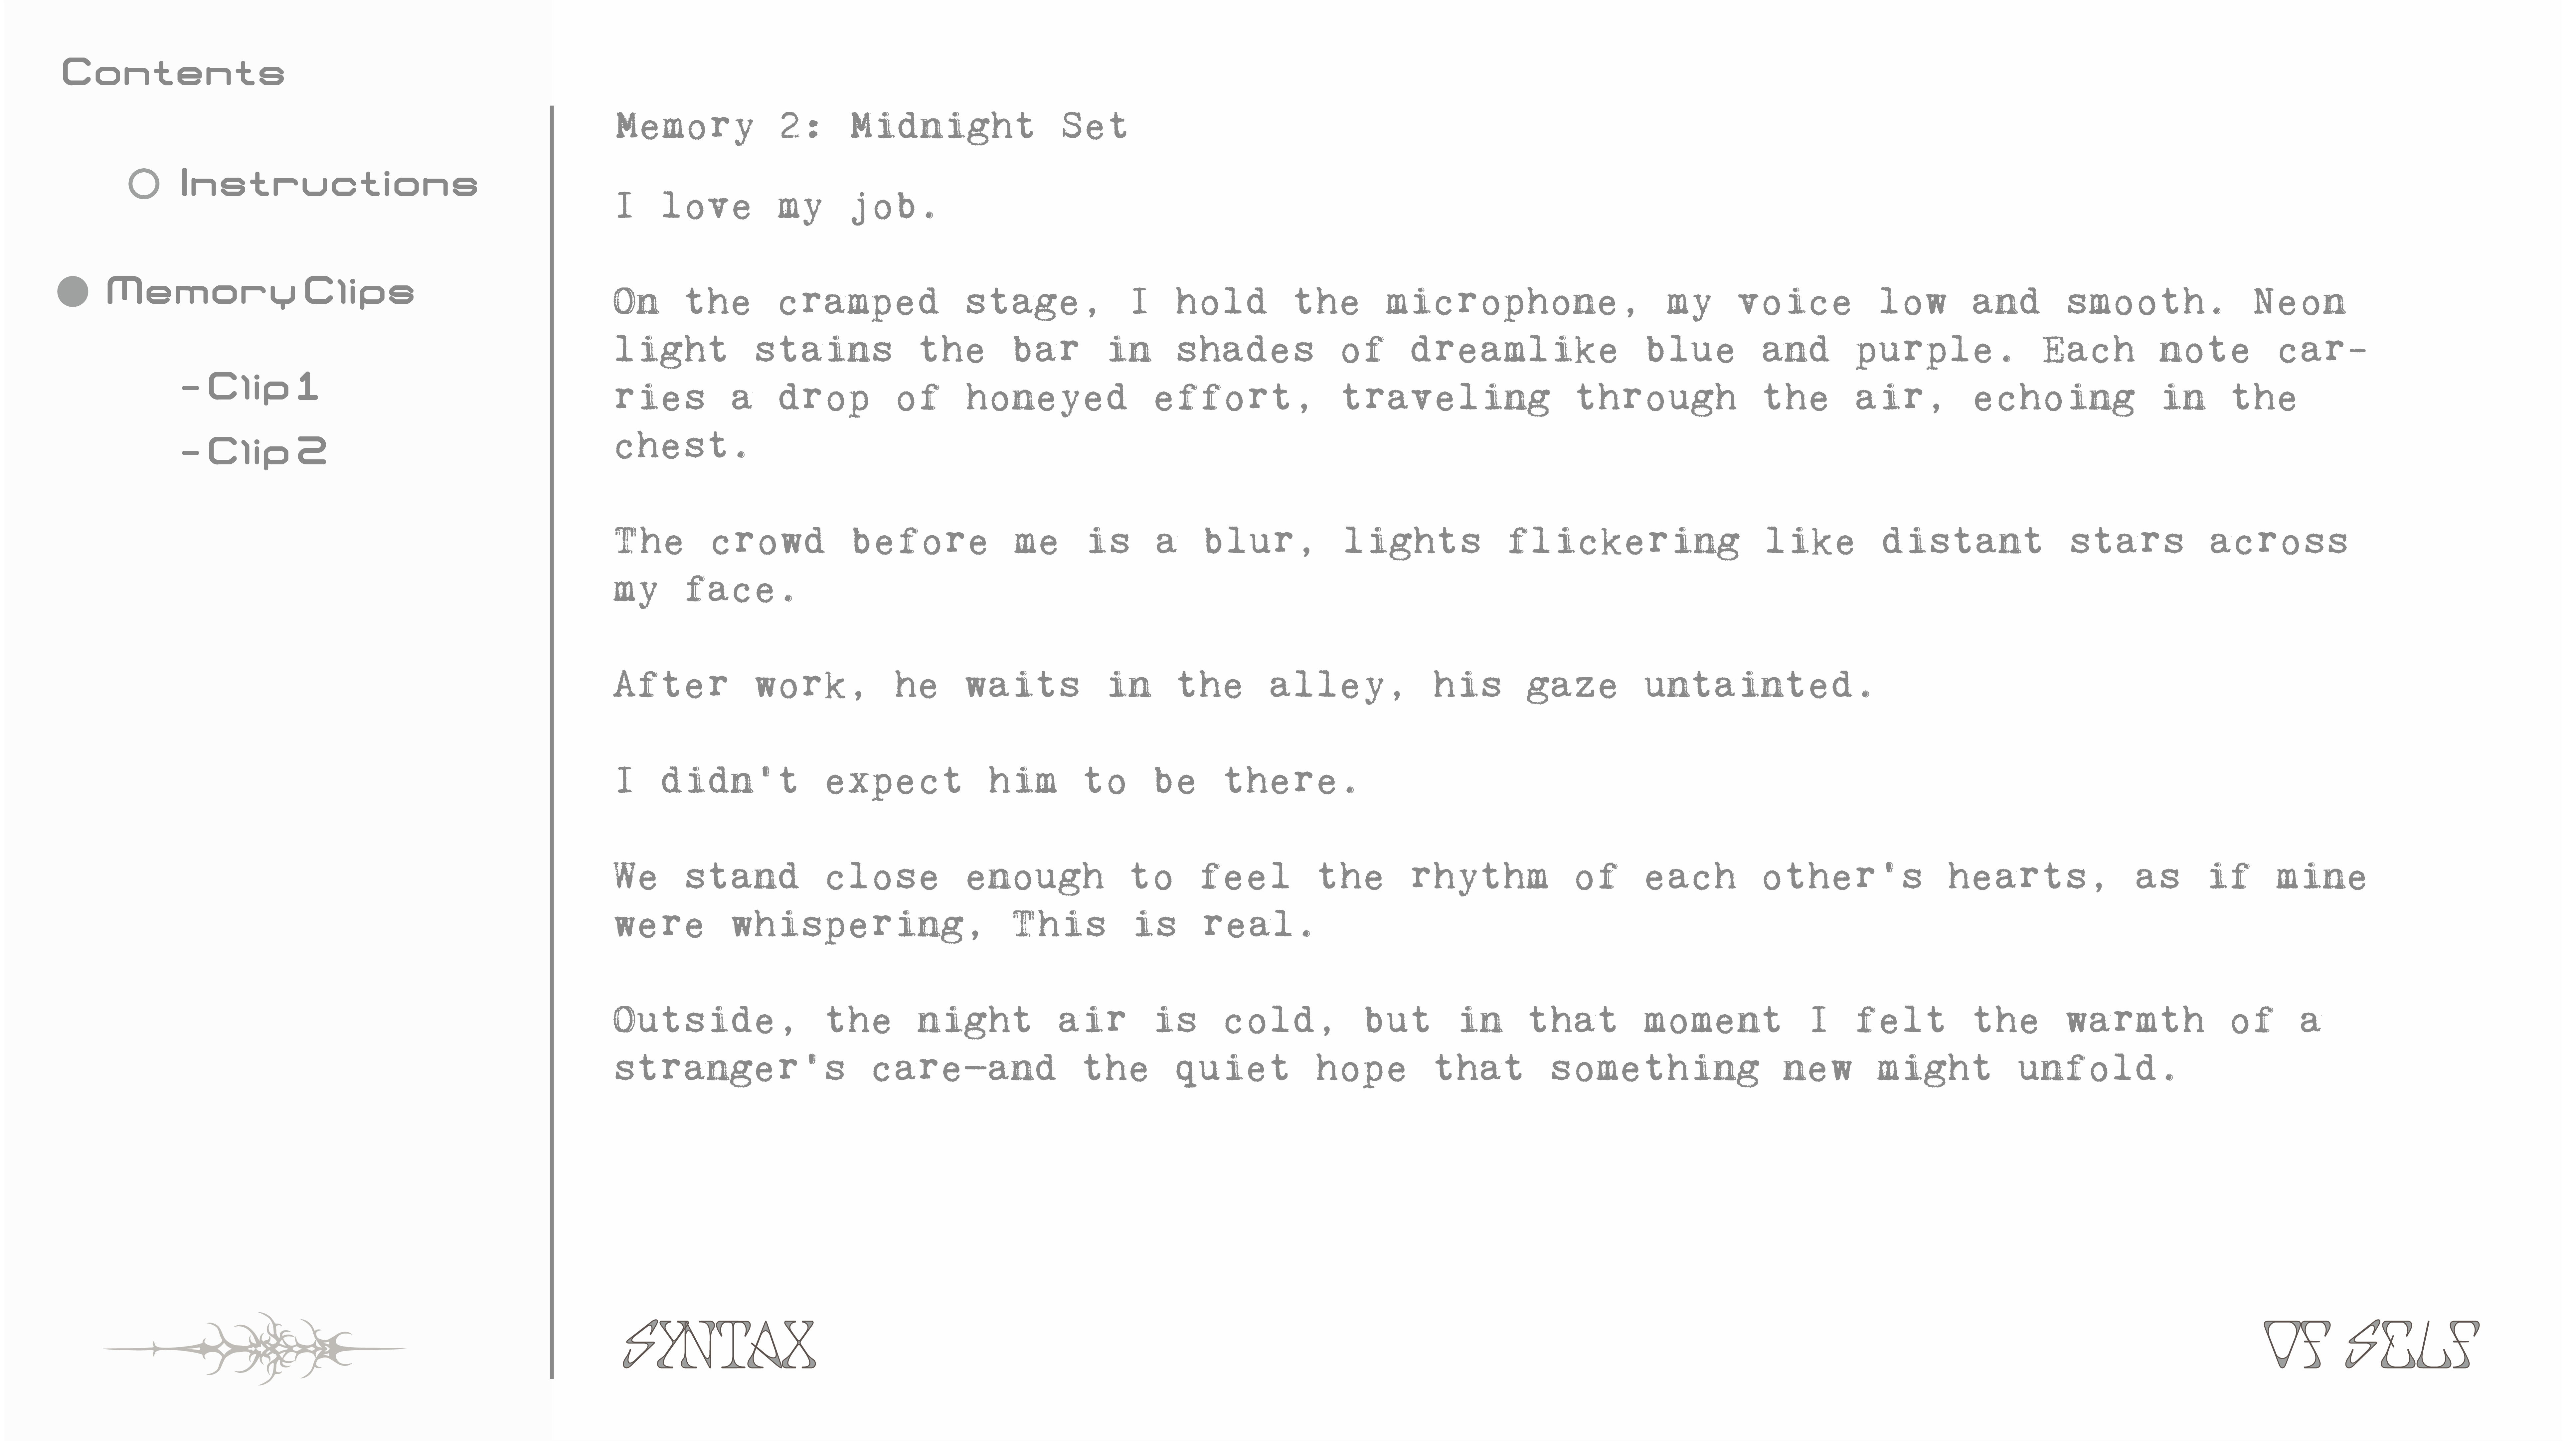 Contents
Instructions
Memory Clips
-Clip 1
-Clip 2
Memory 2: Midnight Set
I love my job.
On the cramped stage, I hold the microphone, my voice low and smooth. Neon
light stains the bar in shades of dreamlike blue and purple. Each note car-
ries a drop of honeyed effort, traveling through the air, echoing in the
chest.
The crowd before me is a blur, lights flickering like distant stars across
my face.
After work, he waits in the alley, his gaze untainted.
I didn't expect him to be there.
We stand close enough to feel the rhythm of each other's hearts, as if mine
were whispering, This is real.
Outside, the night air is cold, but in that moment I felt the warmth of a
stranger's care—and the quiet hope that something new might unfold.
SYNTAX
OF SELF